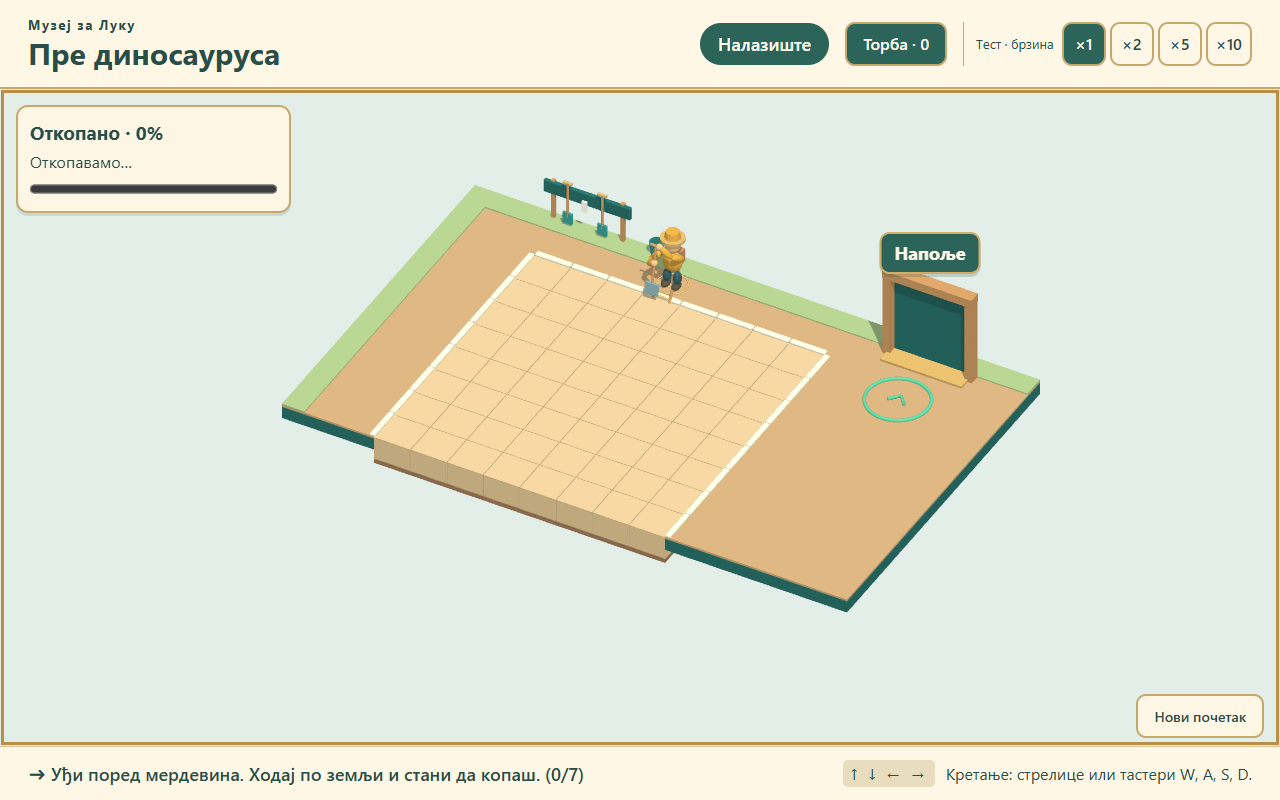 Музеј за Луку
Пре диносауруса
Налазиште
Торба · 0
Тест · брзина
×1
×2
×5
×10
Откопано · 0%
Откопавамо...
Напоље
Нови почетак
→ Уђи поред мердевина. Ходај по земљи и стани да копаш. (0/7)
↑ ↓ ← → Кретање: стрелице или тастери W, A, S, D.